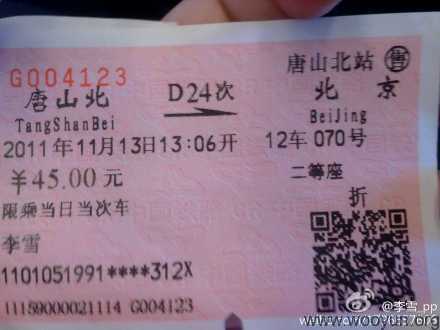 唐山北站 售
G004123
唐山北 D24次 北京
TangShanBei BeiJing
2011年11月13日13:06开 12车 070号
￥45.00元 二等座
限乘当日当次车 折
李雪
1101051991****312X
11159000021114 G004123
@李雪_pp
www.wooyun.org